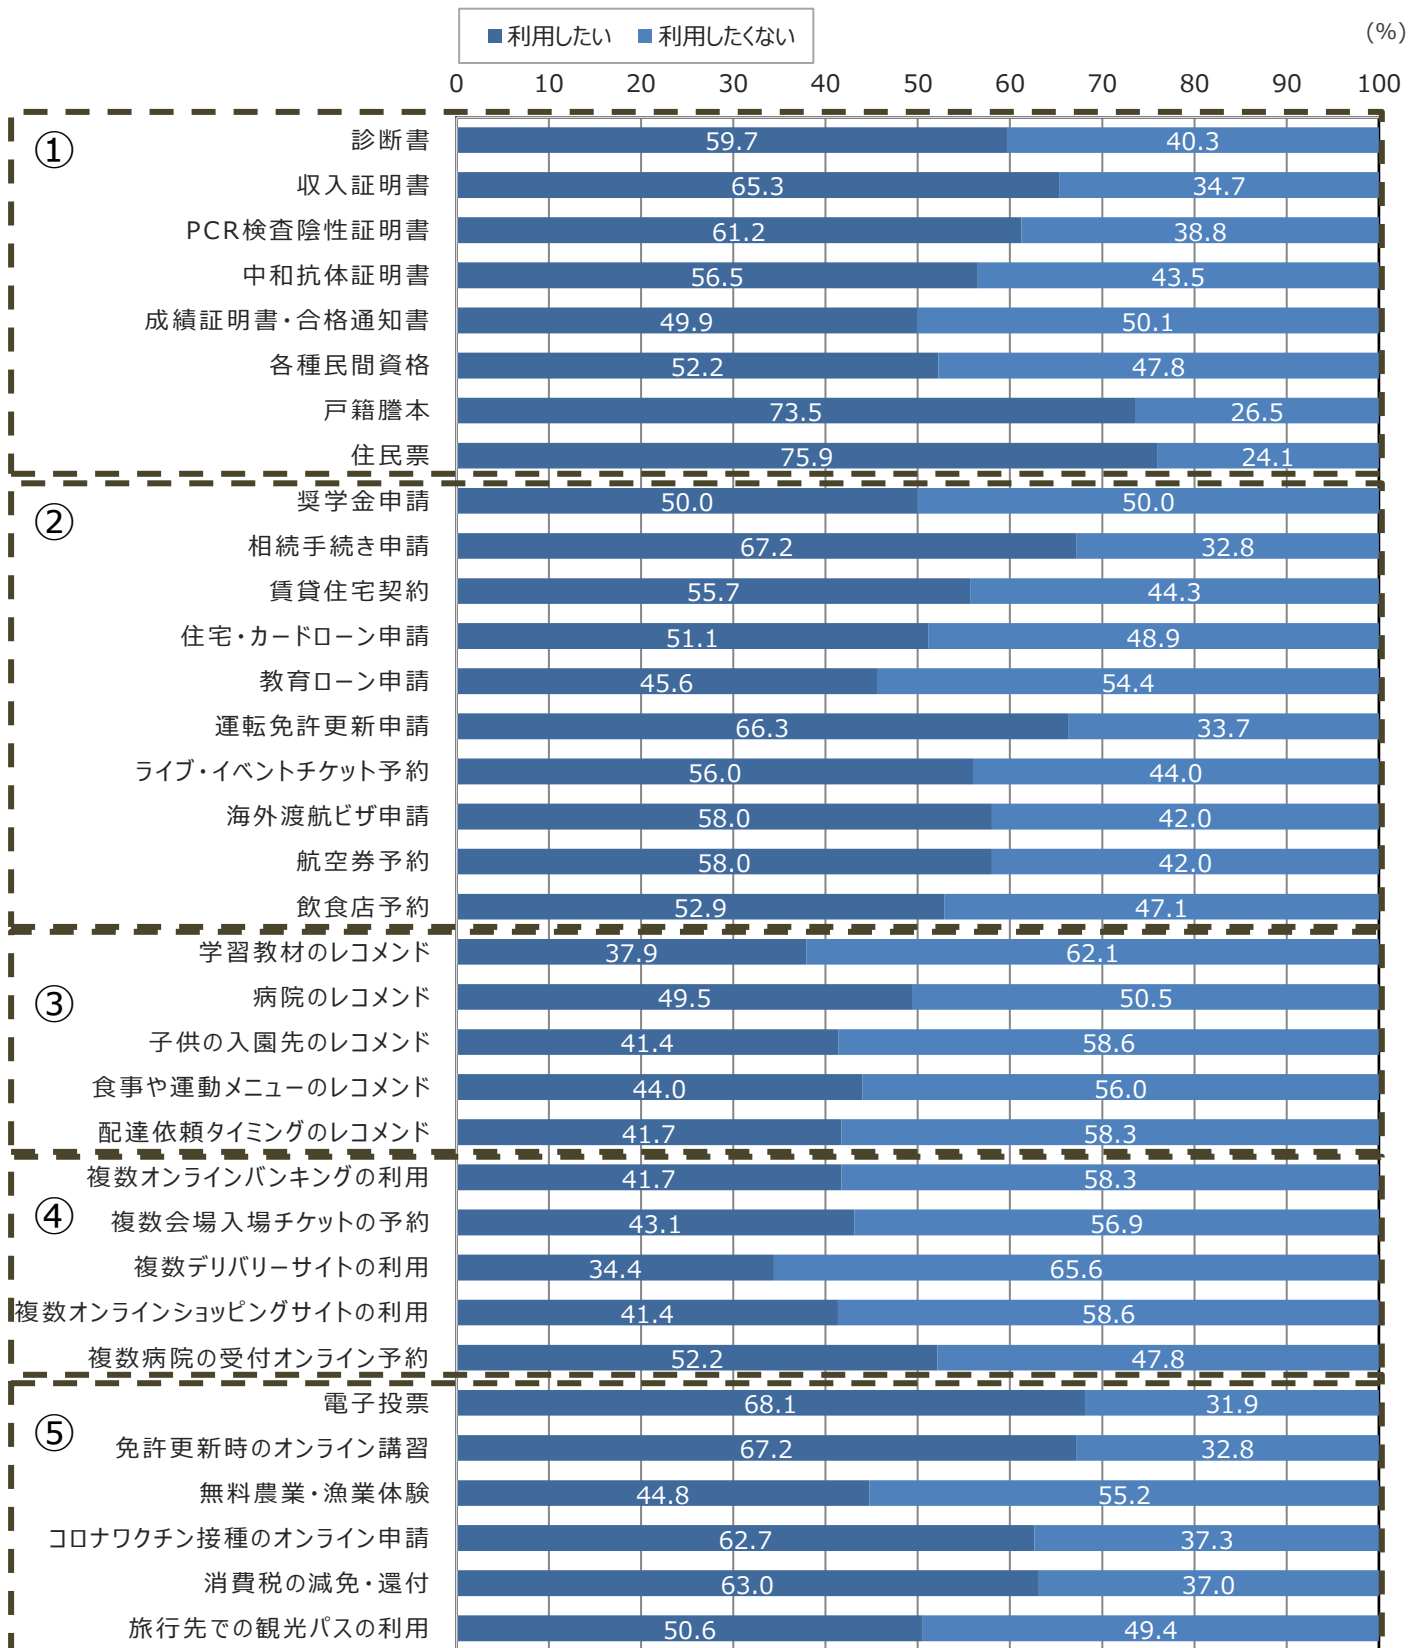 利用したい 利用したくない (%)
0 10 20 30 40 50 60 70 80 90 100
①
診断書 59.7 40.3
収入証明書 65.3 34.7
PCR検査陰性証明書 61.2 38.8
中和抗体証明書 56.5 43.5
成績証明書・合格通知書 49.9 50.1
各種民間資格 52.2 47.8
戸籍謄本 73.5 26.5
住民票 75.9 24.1
②
奨学金申請 50.0 50.0
相続手続き申請 67.2 32.8
賃貸住宅契約 55.7 44.3
住宅・カードローン申請 51.1 48.9
教育ローン申請 45.6 54.4
運転免許更新申請 66.3 33.7
ライブ・イベントチケット予約 56.0 44.0
海外渡航ビザ申請 58.0 42.0
航空券予約 58.0 42.0
飲食店予約 52.9 47.1
③
学習教材のレコメンド 37.9 62.1
病院のレコメンド 49.5 50.5
子供の入園先のレコメンド 41.4 58.6
食事や運動メニューのレコメンド 44.0 56.0
配達依頼タイミングのレコメンド 41.7 58.3
④
複数オンラインバンキングの利用 41.7 58.3
複数会場入場チケットの予約 43.1 56.9
複数デリバリーサイトの利用 34.4 65.6
複数オンラインショッピングサイトの利用 41.4 58.6
複数病院の受付オンライン予約 52.2 47.8
⑤
電子投票 68.1 31.9
免許更新時のオンライン講習 67.2 32.8
無料農業・漁業体験 44.8 55.2
コロナワクチン接種のオンライン申請 62.7 37.3
消費税の減免・還付 63.0 37.0
旅行先での観光パスの利用 50.6 49.4